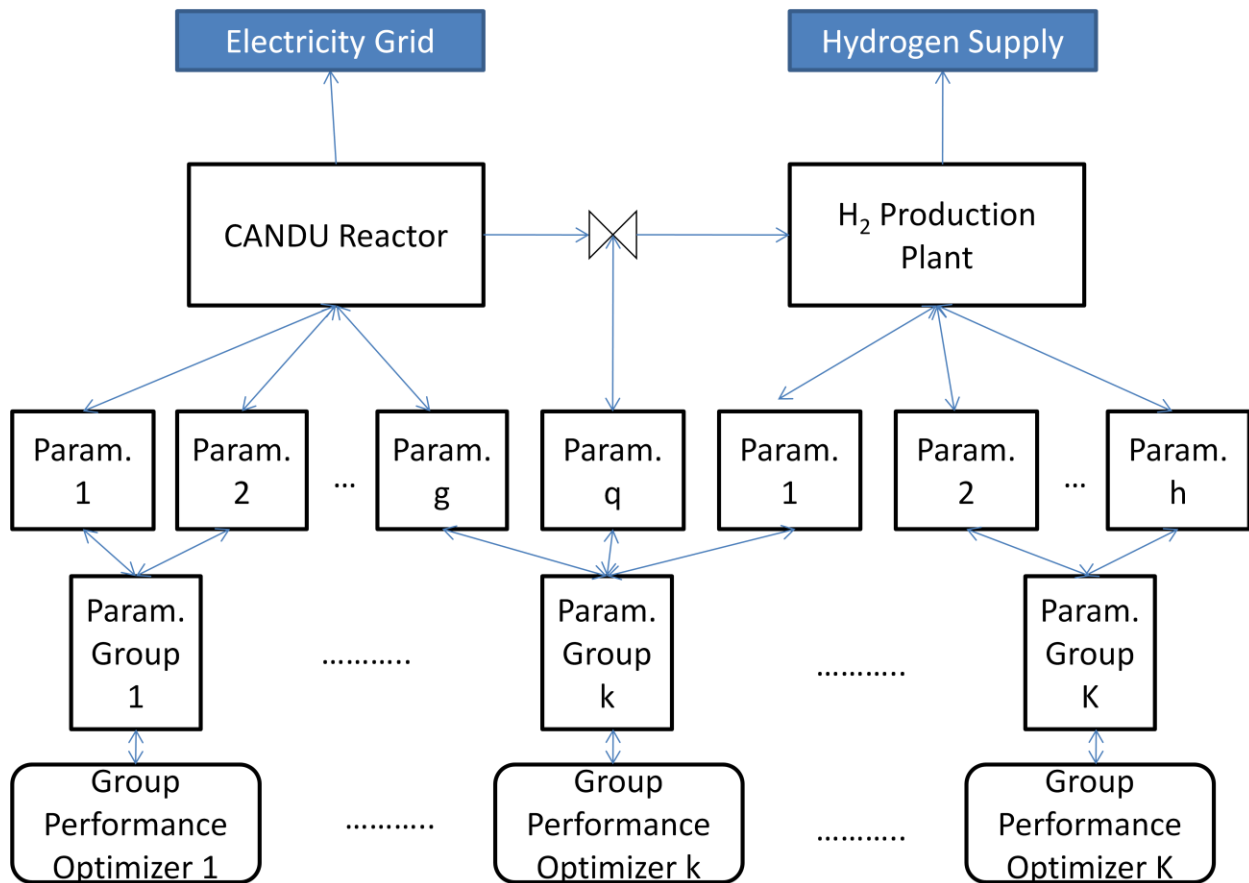 Electricity Grid
Hydrogen Supply
CANDU Reactor
H₂ Production
Plant
Param.
1
Param.
2
...
Param.
g
Param.
q
Param.
1
Param.
2
...
Param.
h
Param.
Group
1
...........
Param.
Group
k
...........
Param.
Group
K
Group
Performance
Optimizer 1
...........
Group
Performance
Optimizer k
...........
Group
Performance
Optimizer K